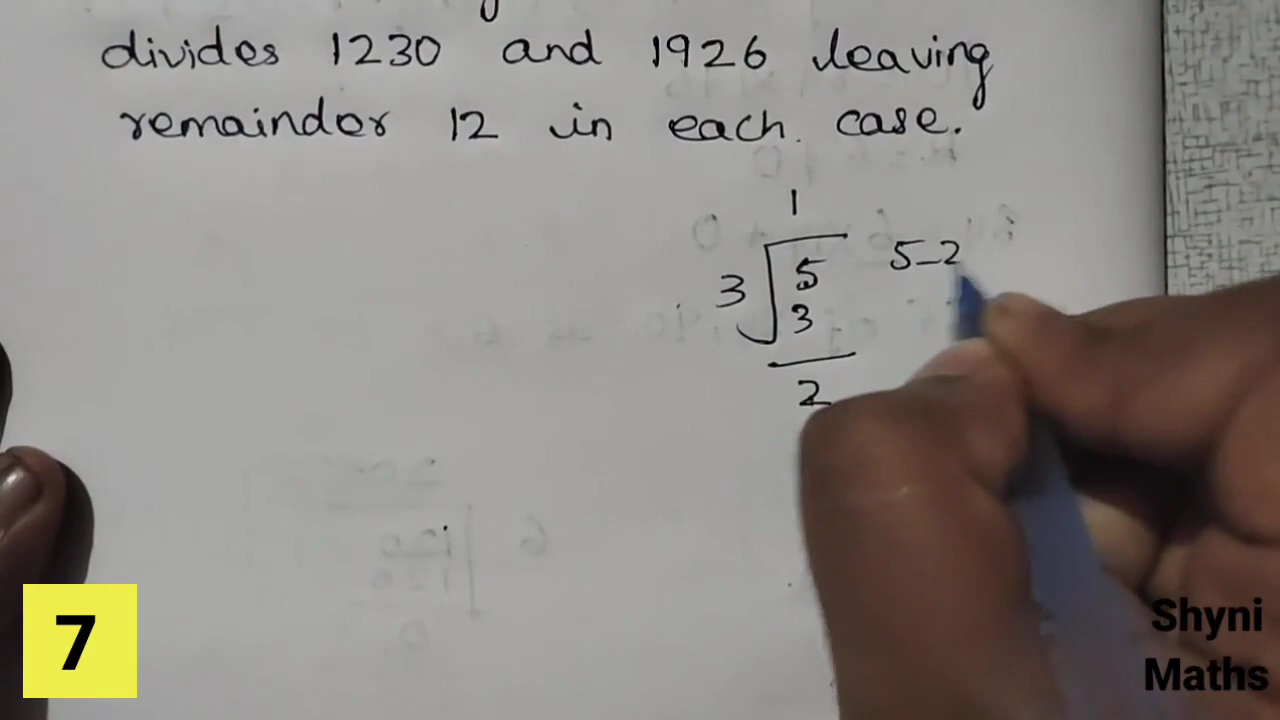 divides 1230 and 1926 leaving
remainder 12 in each case.
1
3 5 5-2
3
2
7
Shyni
Maths